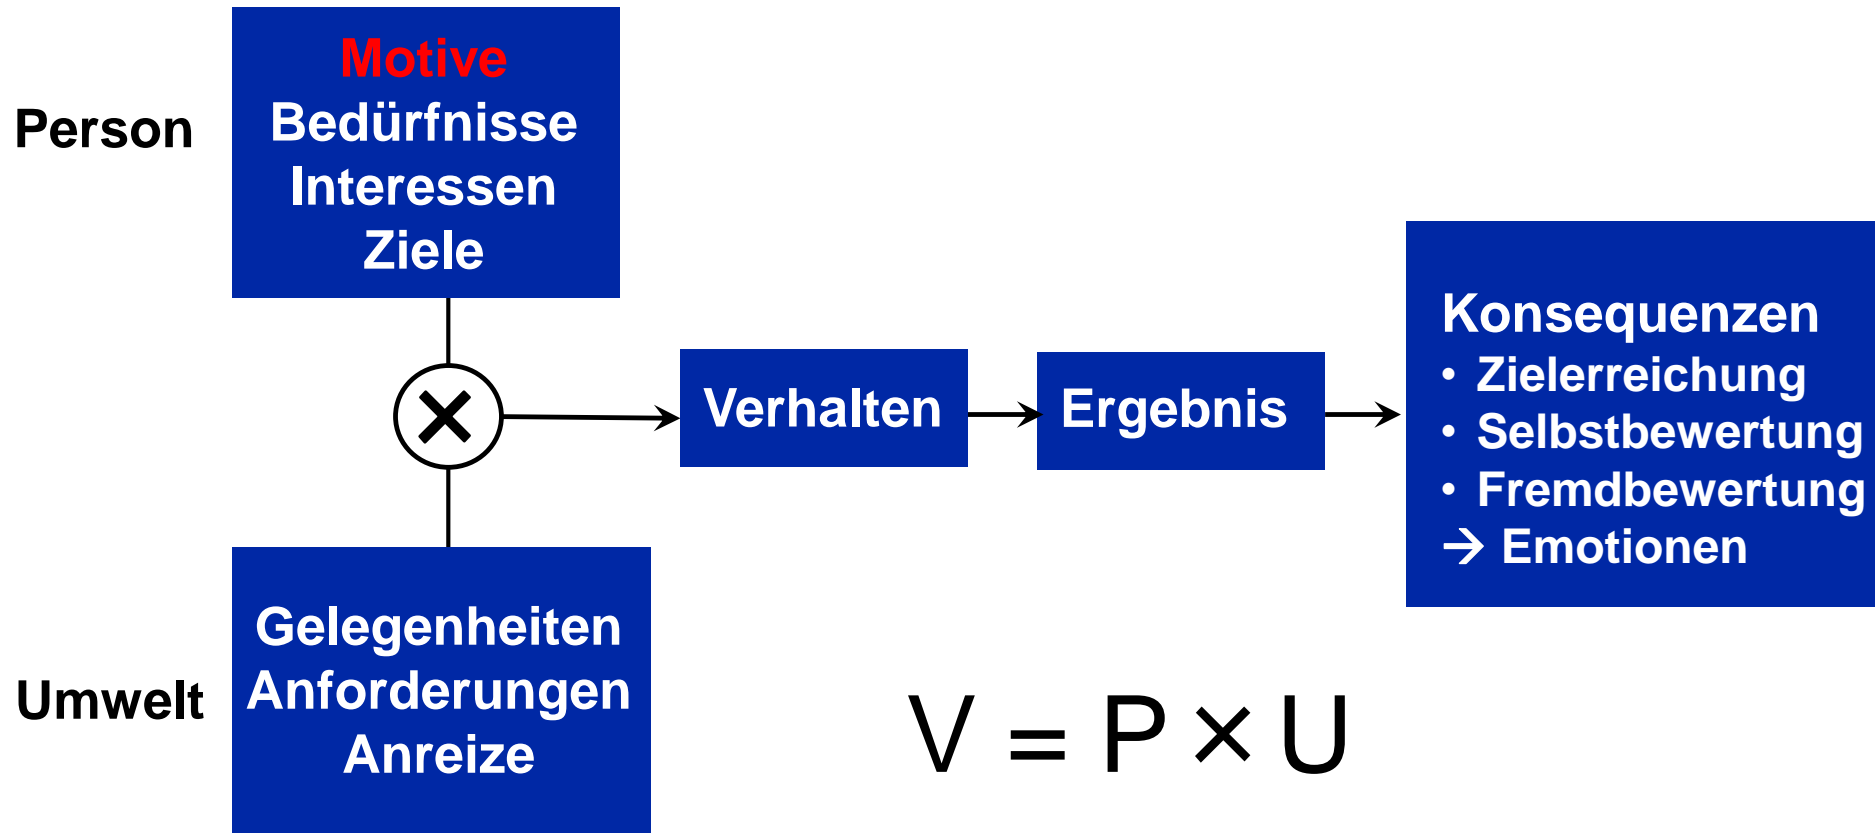 Person
Motive
Bedürfnisse
Interessen
Ziele
×
Verhalten
Ergebnis
Konsequenzen
• Zielerreichung
• Selbstbewertung
• Fremdbewertung
→ Emotionen
Umwelt
Gelegenheiten
Anforderungen
Anreize
V = P × U